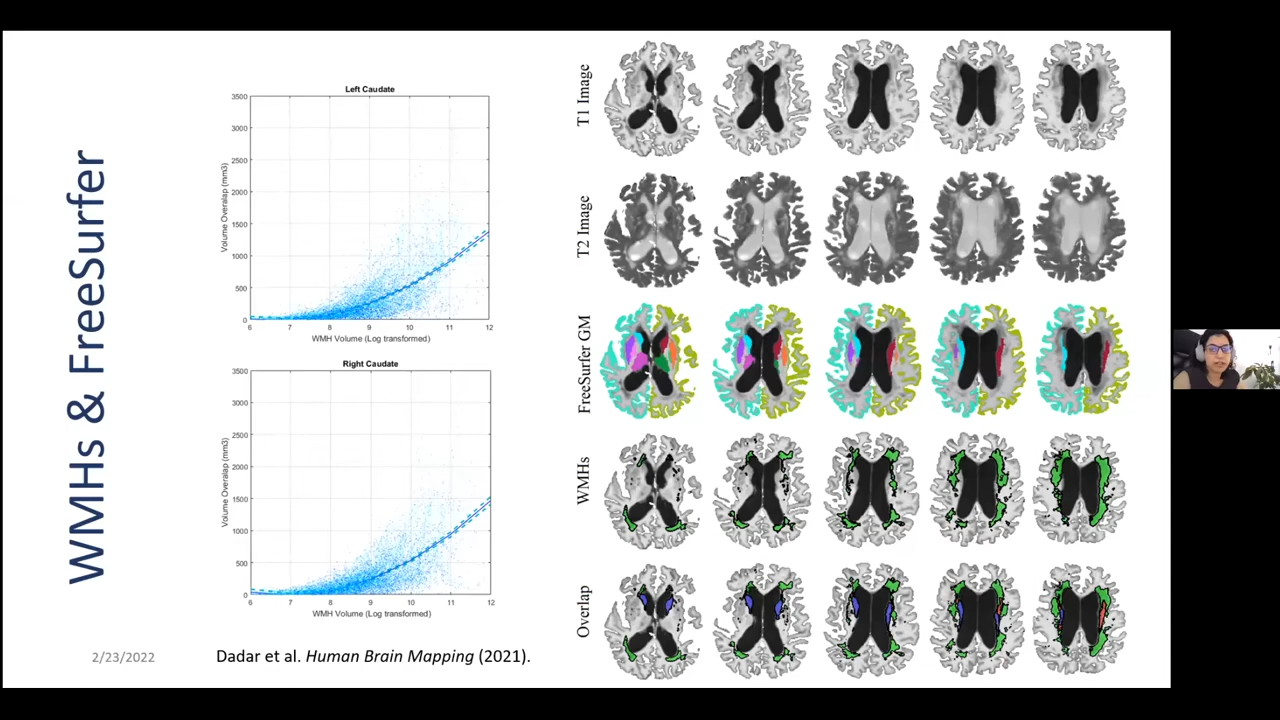 WMHs & FreeSurfer
Left Caudate
3500
3000
2500
2000
1500
1000
500
0
Volume Overalap (mm3)
6 7 8 9 10 11 12
WMH Volume (Log transformed)
Right Caudate
3500
3000
2500
2000
1500
1000
500
0
Volume Overalap (mm3)
6 7 8 9 10 11 12
WMH Volume (Log transformed)
2/23/2022
Dadar et al. Human Brain Mapping (2021).
T1 Image
T2 Image
FreeSurfer GM
WMHs
Overlap